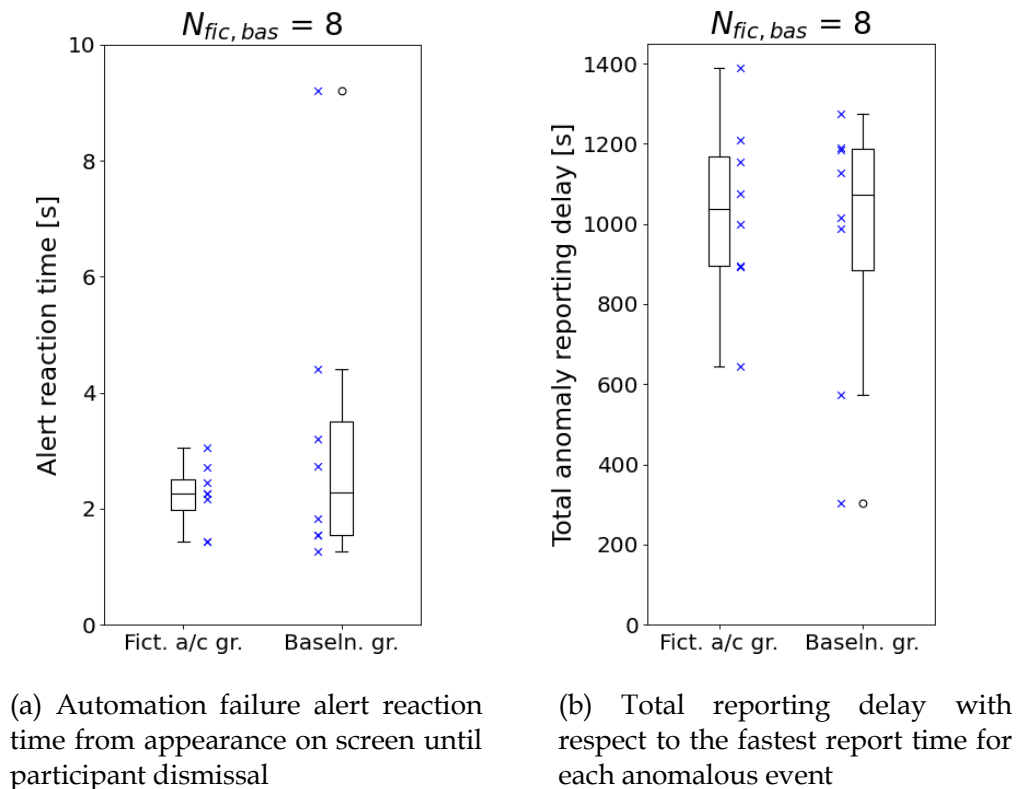 N_fic,bas = 8
10
8
6
4
2
0
Alert reaction time [s]
Fict. a/c gr. Baseln. gr.
(a) Automation failure alert reaction
time from appearance on screen until
participant dismissal
N_fic,bas = 8
1400
1200
1000
800
600
400
200
0
Total anomaly reporting delay [s]
Fict. a/c gr. Baseln. gr.
(b) Total reporting delay with
respect to the fastest report time for
each anomalous event